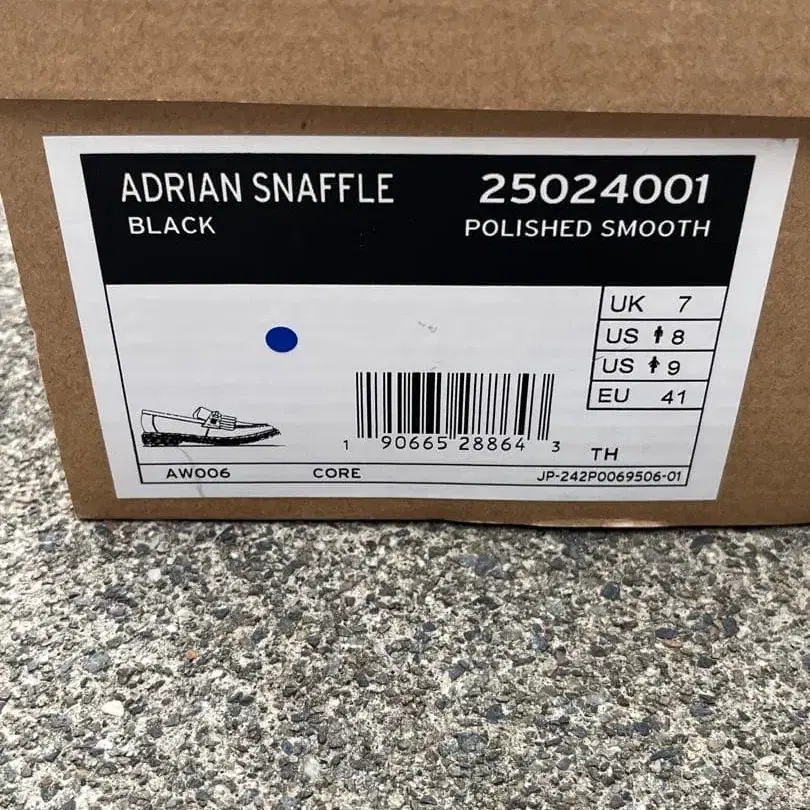 ADRIAN SNAFFLE 25024001
BLACK POLISHED SMOOTH
UK 7
US 8
US 9
EU 41
1 90665 28864 3
TH
AW006 CORE JP-242P0069506-01